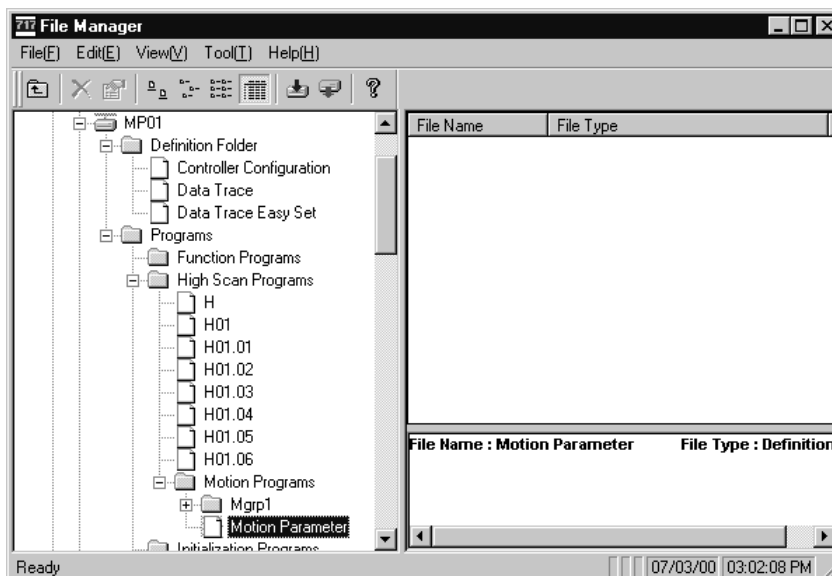 717 File Manager
File(F) Edit(E) View(V) Tool(T) Help(H)
MP01
Definition Folder
Controller Configuration
Data Trace
Data Trace Easy Set
Programs
Function Programs
High Scan Programs
H
H01
H01.01
H01.02
H01.03
H01.04
H01.05
H01.06
Motion Programs
Mgrp1
Motion Parameter
Initialization Programs
File Name File Type
File Name : Motion Parameter File Type : Definition
Ready 07/03/00 03:02:08 PM